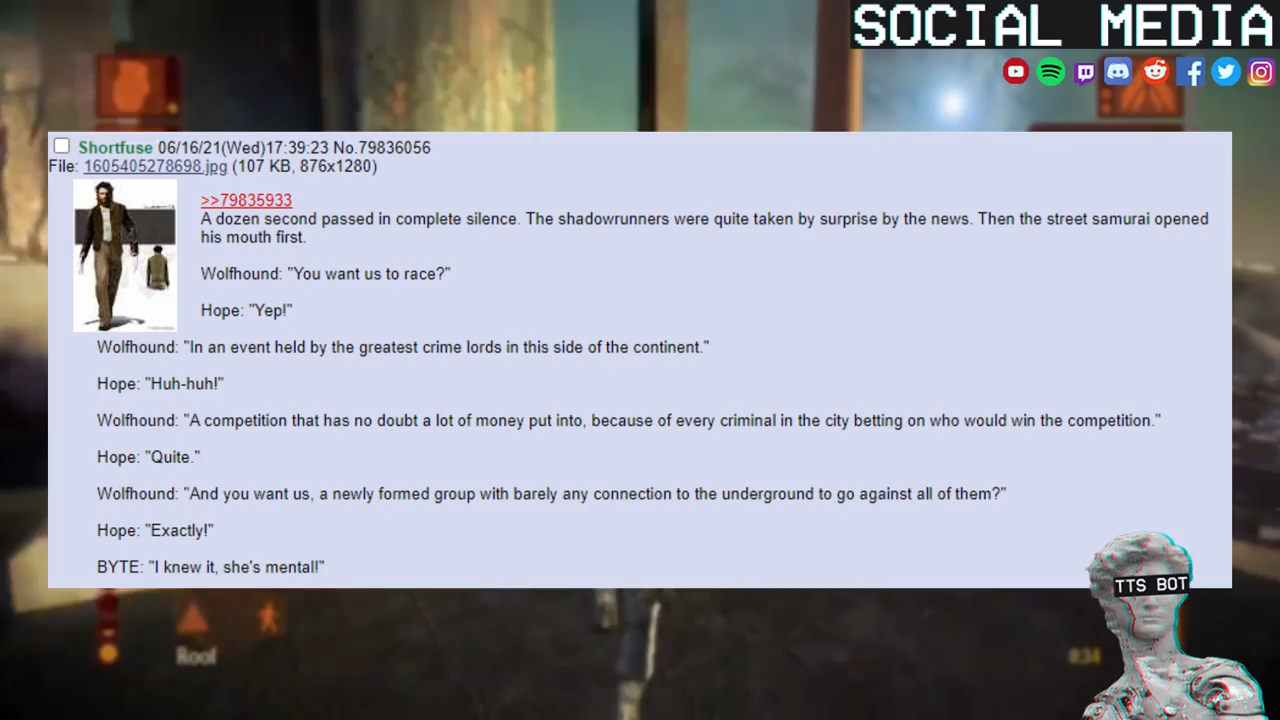 SOCIAL MEDIA
Shortfuse 06/16/21(Wed)17:39:23 No.79836056
File: 1605405278698.jpg (107 KB, 876x1280)
>>79835933
A dozen second passed in complete silence. The shadowrunners were quite taken by surprise by the news. Then the street samurai opened
his mouth first.
Wolfhound: "You want us to race?"
Hope: "Yep!"
Wolfhound: "In an event held by the greatest crime lords in this side of the continent."
Hope: "Huh-huh!"
Wolfhound: "A competition that has no doubt a lot of money put into, because of every criminal in the city betting on who would win the competition."
Hope: "Quite."
Wolfhound: "And you want us, a newly formed group with barely any connection to the underground to go against all of them?"
Hope: "Exactly!"
BYTE: "I knew it, she's mental!"
TTS BOT